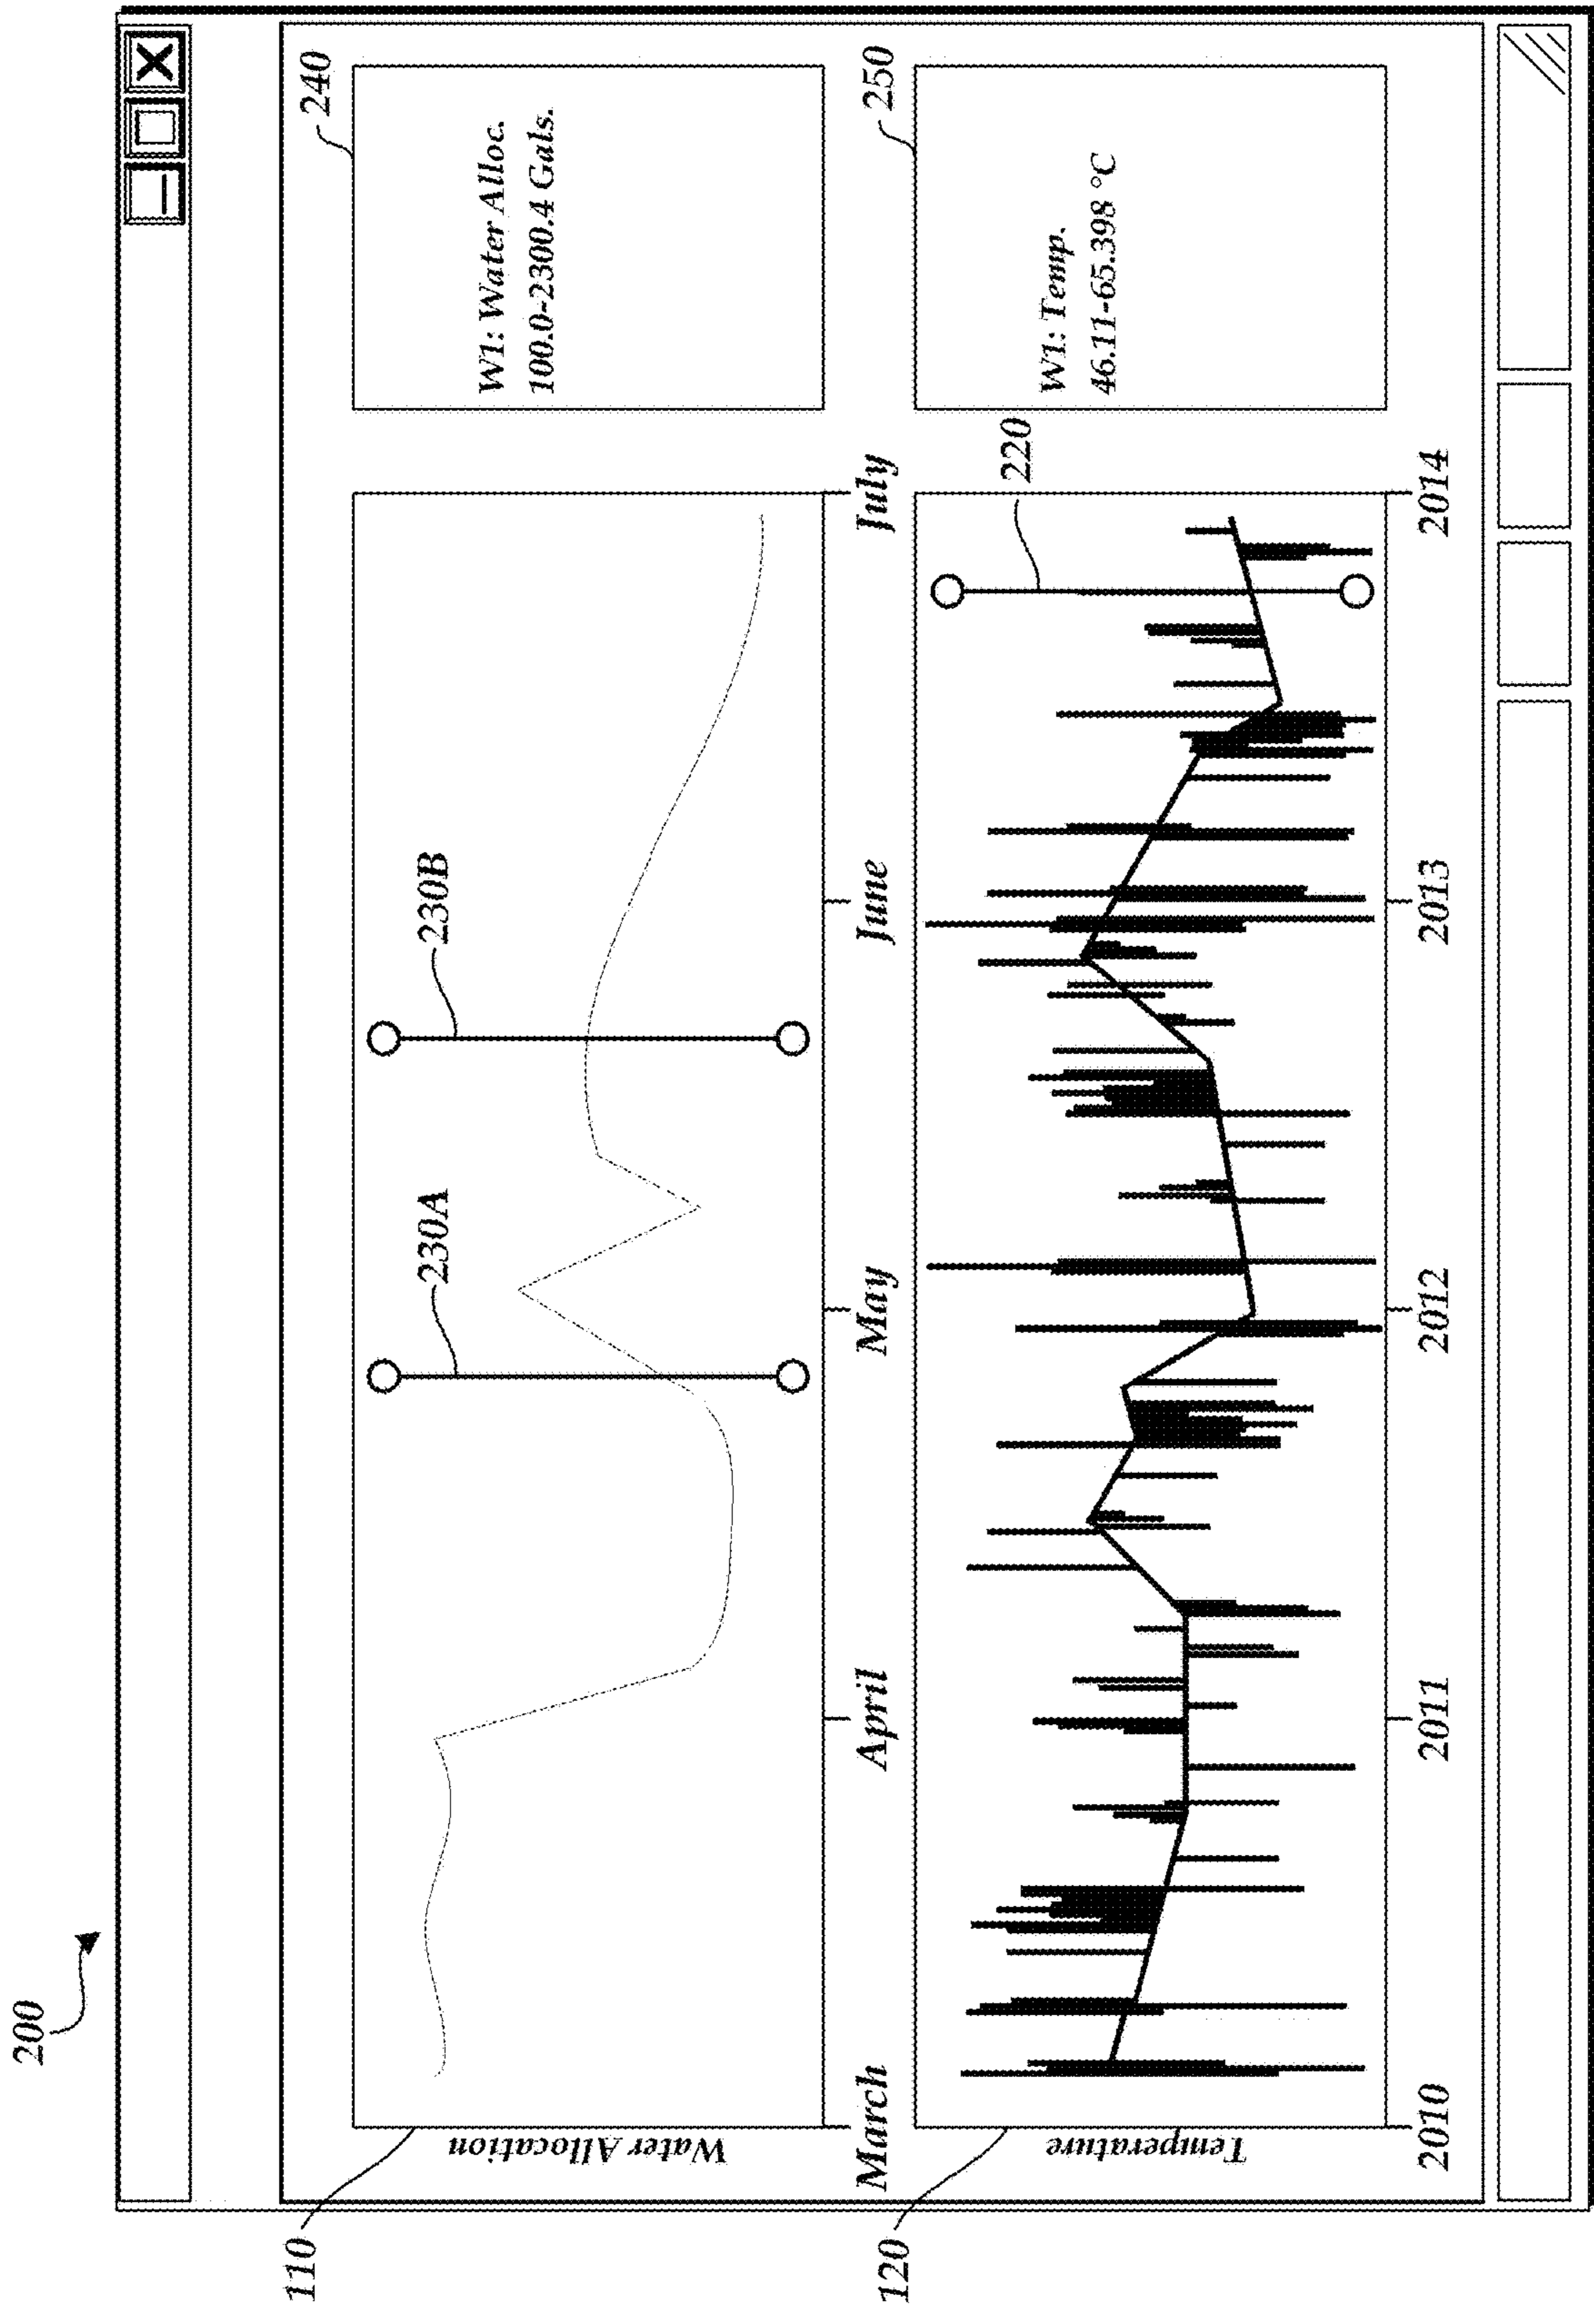 200
240
W1: Water Alloc.
100.0-2300.4 Gals.
230A
230B
110
Water Allocation
March
April
May
June
July
250
W1: Temp.
46.11-65.398 °C
220
120
Temperature
2010
2011
2012
2013
2014